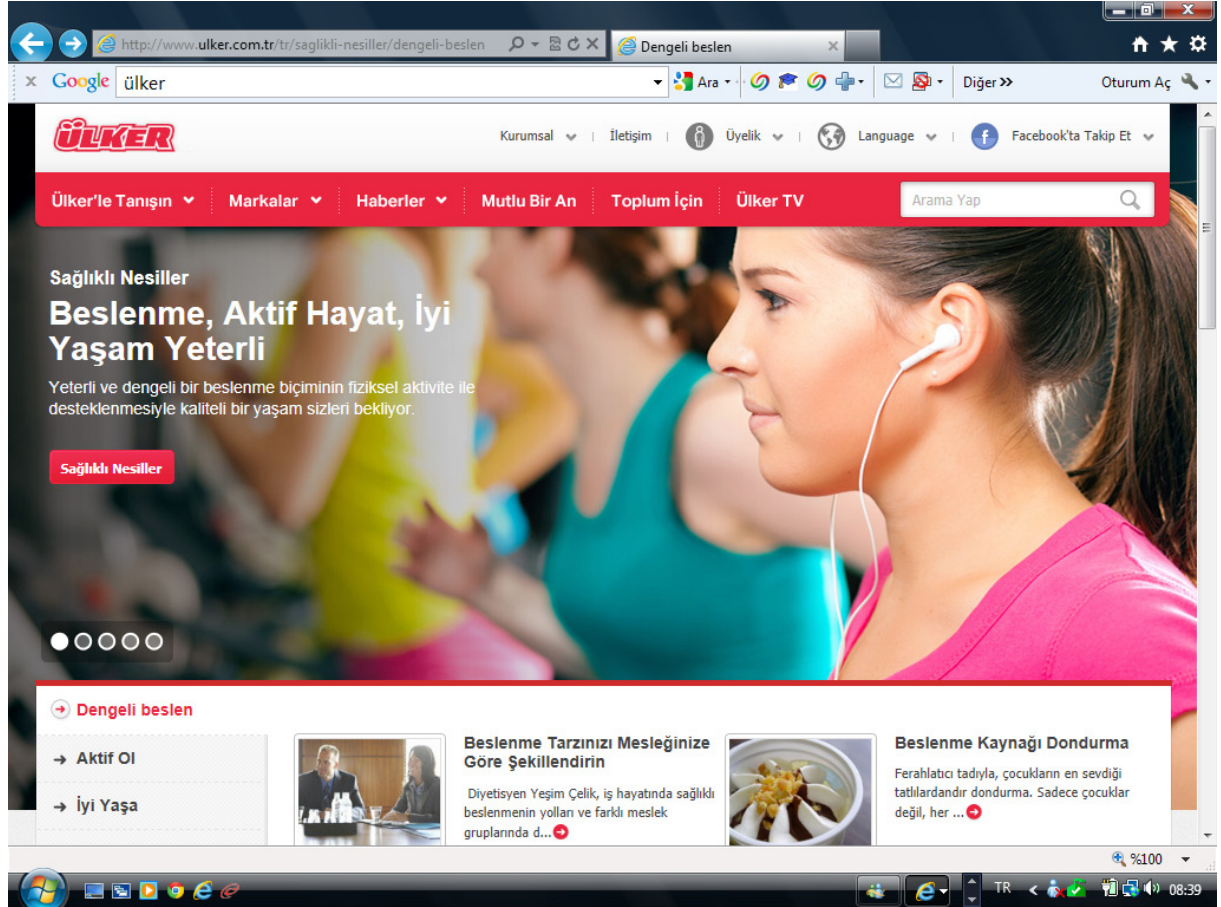 http://www.ulker.com.tr/tr/saglikli-nesiller/dengeli-beslen
Dengeli beslen
Google ülker Ara Diğer Oturum Aç
ÜLKER
Kurumsal İletişim Üyelik Language f Facebook'ta Takip Et
Ülker'le Tanışın Markalar Haberler Mutlu Bir An Toplum İçin Ülker TV Arama Yap
Sağlıklı Nesiller
Beslenme, Aktif Hayat, İyi
Yaşam Yeterli
Yeterli ve dengeli bir beslenme biçiminin fiziksel aktivite ile
desteklenmesiyle kaliteli bir yaşam sizleri bekliyor.
Sağlıklı Nesiller
Dengeli beslen
Aktif Ol
İyi Yaşa
Beslenme Tarzınızı Mesleğinize
Göre Şekillendirin
Diyetisyen Yeşim Çelik, iş hayatında sağlıklı
beslenmenin yolları ve farklı meslek
gruplarında d...
Beslenme Kaynağı Dondurma
Ferahlatıcı tadıyla, çocukların en sevdiği
tatlılardandır dondurma. Sadece çocuklar
değil, her ...
%100
TR 08:39